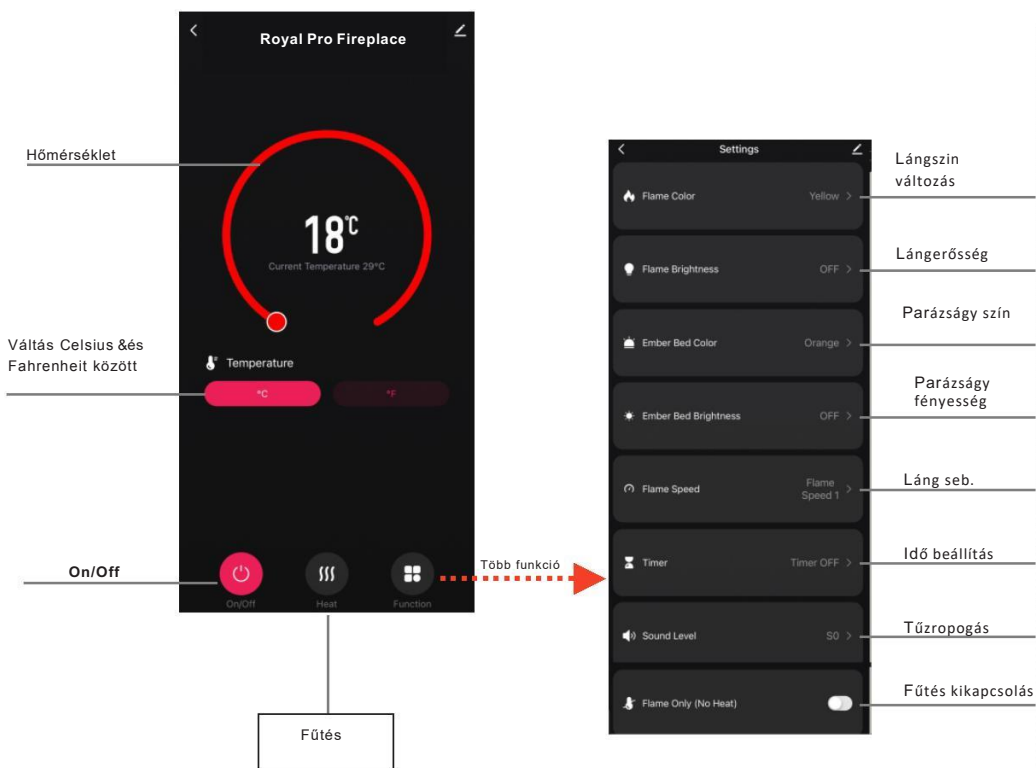 Royal Pro Fireplace
Hőmérséklet
18°C
Current Temperature 29°C
Váltás Celsius &és
Fahrenheit között
Temperature
°C
°F
On/Off
On/Off
Heat
Function
Több funkció
Fűtés
Settings
Flame Color
Yellow >
Lángszin
változás
Flame Brightness
OFF >
Lángerősség
Ember Bed Color
Orange >
Parázságy szín
Ember Bed Brightness
OFF >
Parázságy
fényesség
Flame Speed
Flame
Speed 1 >
Láng seb.
Timer
Timer OFF >
Idő beállítás
Sound Level
S0 >
Tűzropogás
Flame Only (No Heat)
Fűtés kikapcsolás